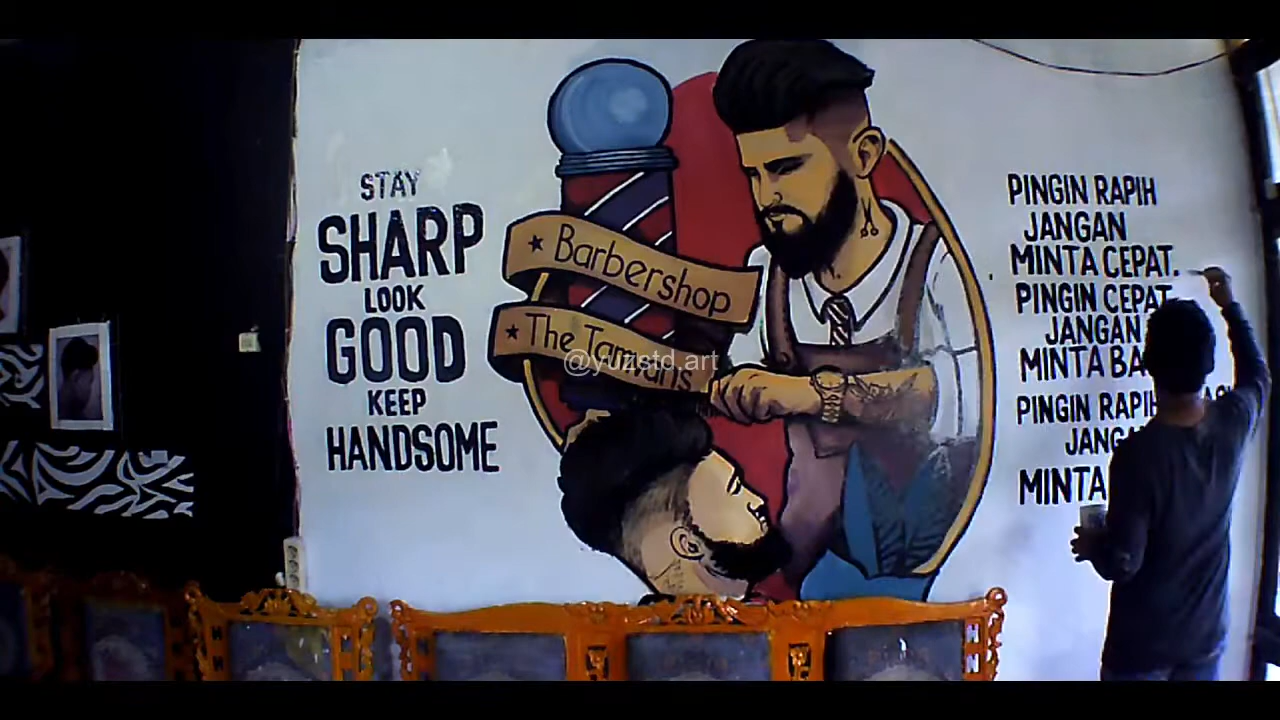 STAY
SHARP
LOOK
GOOD
KEEP
HANDSOME
Barbershop
The
@yuzistd.art
PINGIN RAPIH
JANGAN
MINTA CEPAT.
PINGIN CEPAT
JANGAN
MINTA
PINGIN RAPIH
MINTA